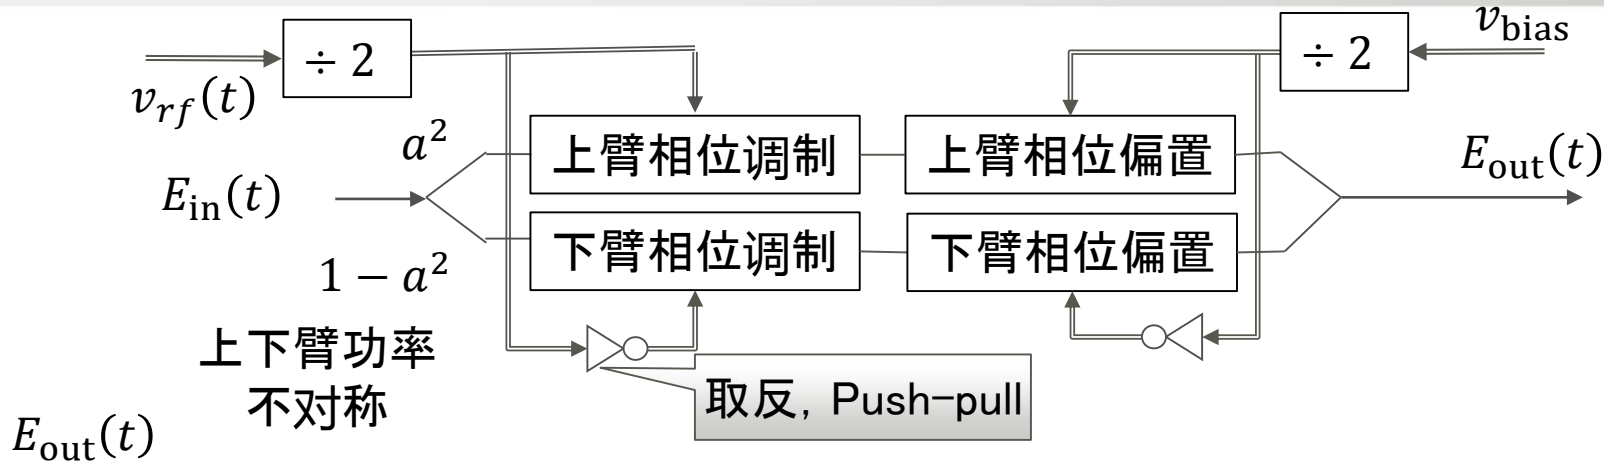 ÷ 2
v_rf(t)
÷ 2
v_bias
a²
上臂相位调制
上臂相位偏置
E_in(t)
E_out(t)
下臂相位调制
下臂相位偏置
1 − a²
上下臂功率
不对称
取反, Push-pull
E_out(t)